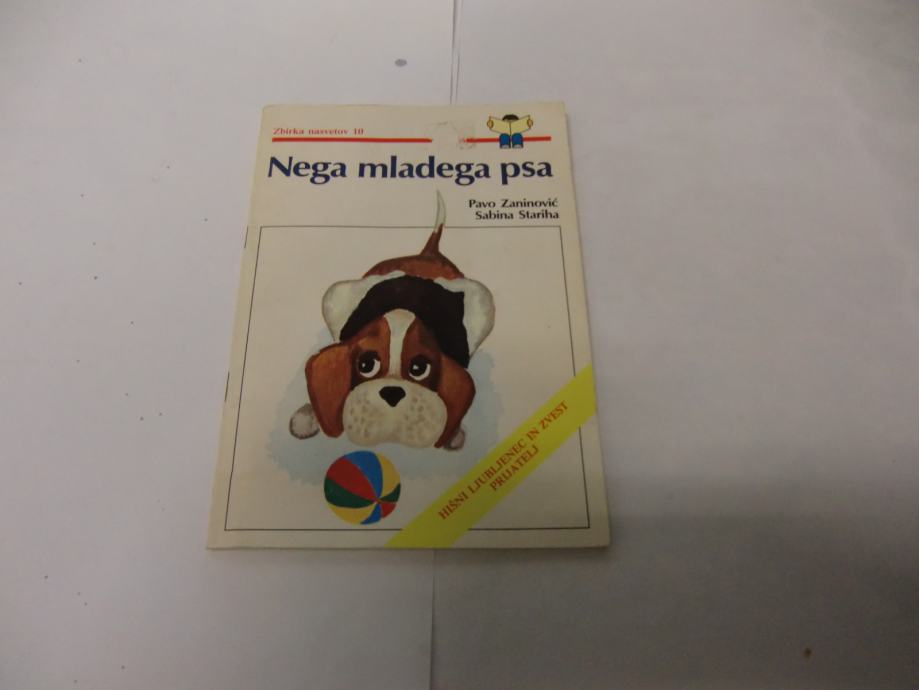 Zbirka nasvetov 10
Nega mladega psa
Pavo Zaninović
Sabina Stariha
HIŠNI LJUBLJENEC IN ZVEST
PRIJATELJ